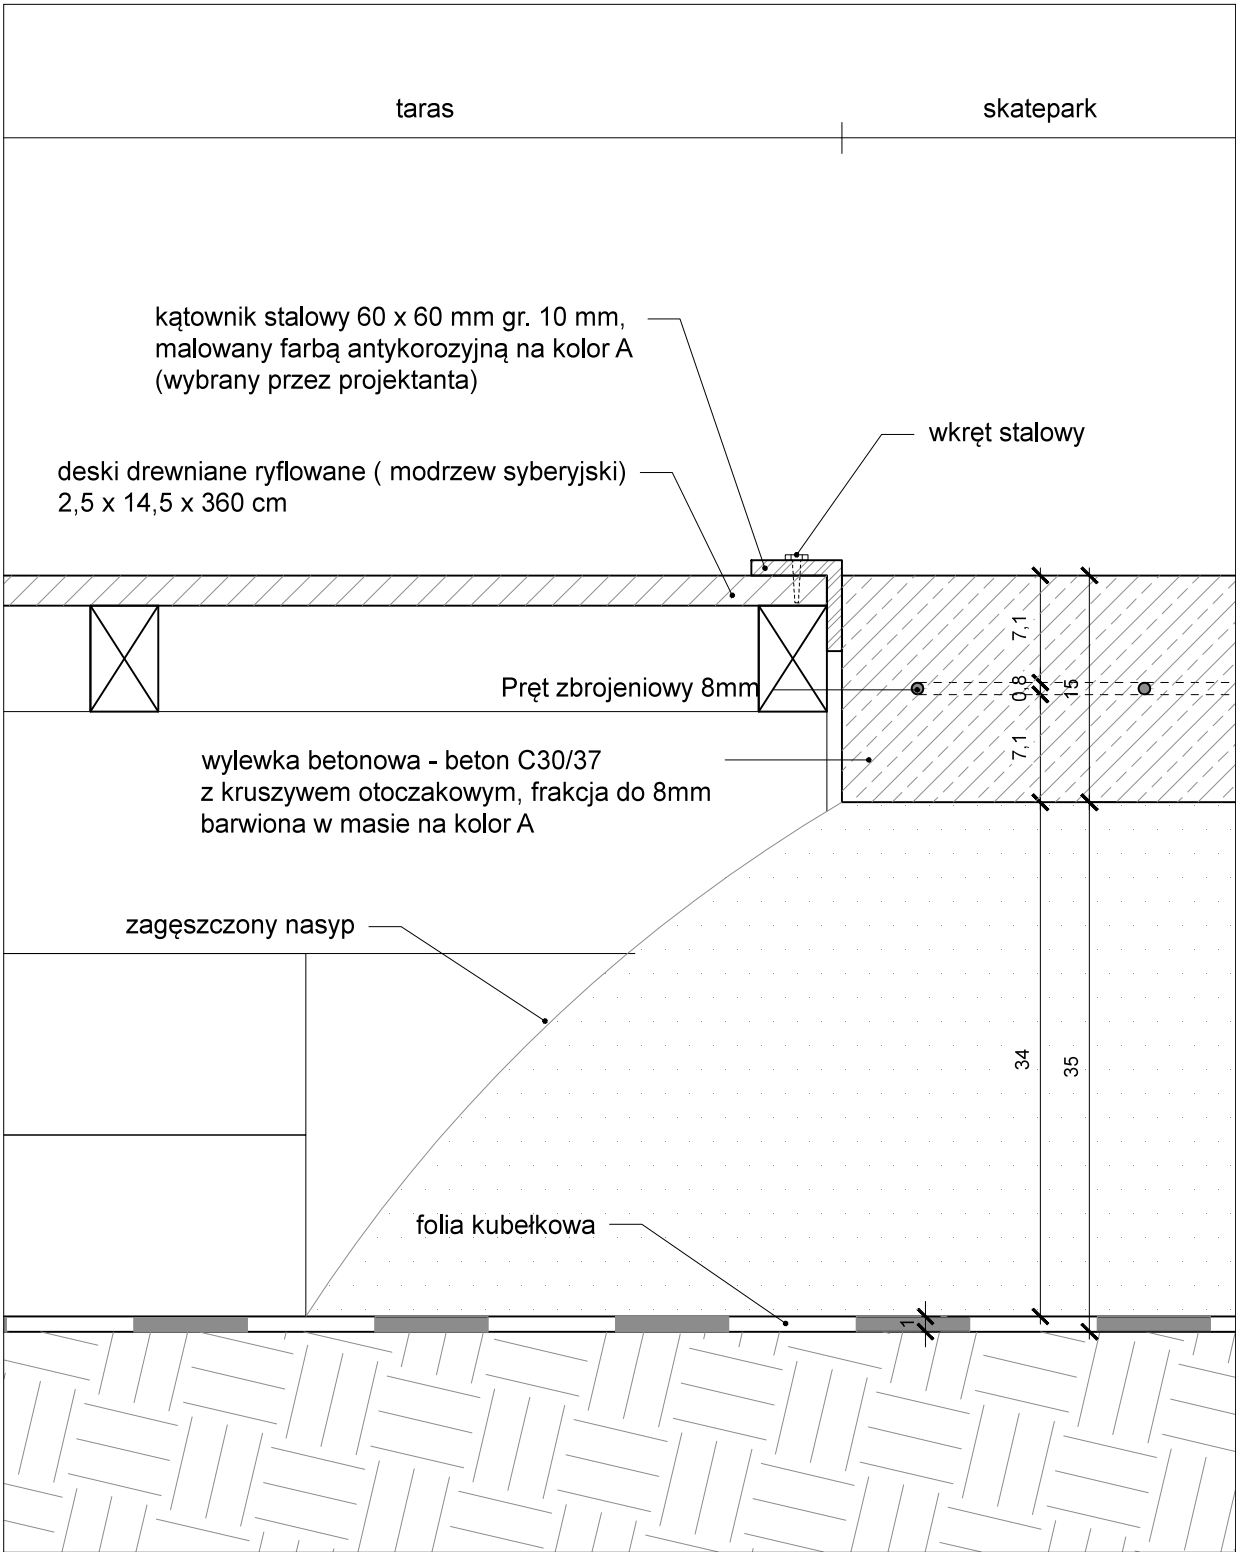 taras
skatepark
kątownik stalowy 60 x 60 mm gr. 10 mm,
malowany farbą antykorozyjną na kolor A
(wybrany przez projektanta)
wkręt stalowy
deski drewniane ryflowane ( modrzew syberyjski)
2,5 x 14,5 x 360 cm
7,1
0,8
15
Pręt zbrojeniowy 8mm
7,1
wylewka betonowa - beton C30/37
z kruszywem otoczakowym, frakcja do 8mm
barwiona w masie na kolor A
zagęszczony nasyp
34
35
folia kubełkowa
1